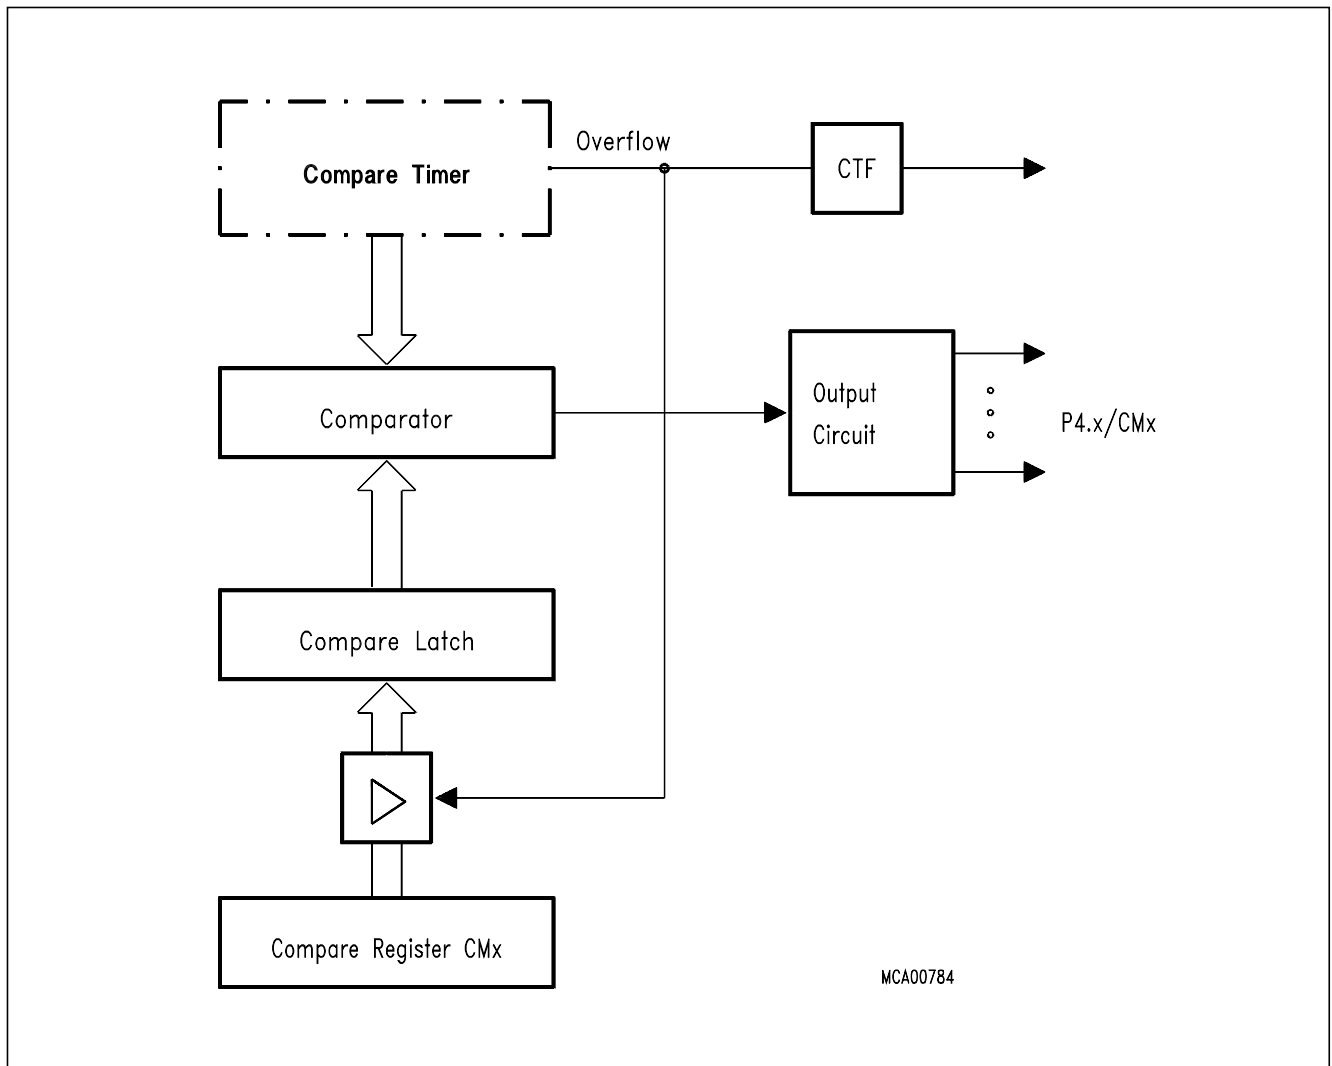 Overflow
Compare Timer
CTF
Comparator
Output
Circuit
P4.x/CMx
Compare Latch
Compare Register CMx
MCA00784